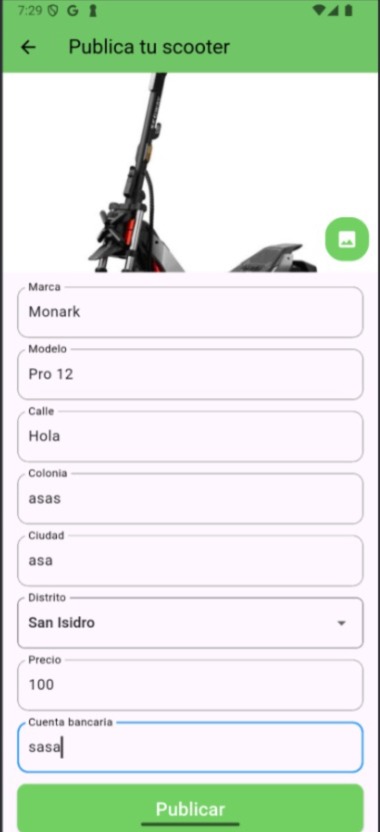 7:29 G
Publica tu scooter
Marca
Monark
Modelo
Pro 12
Calle
Hola
Colonia
asas
Ciudad
asa
Distrito
San Isidro
Precio
100
Cuenta bancaria
sasa
Publicar